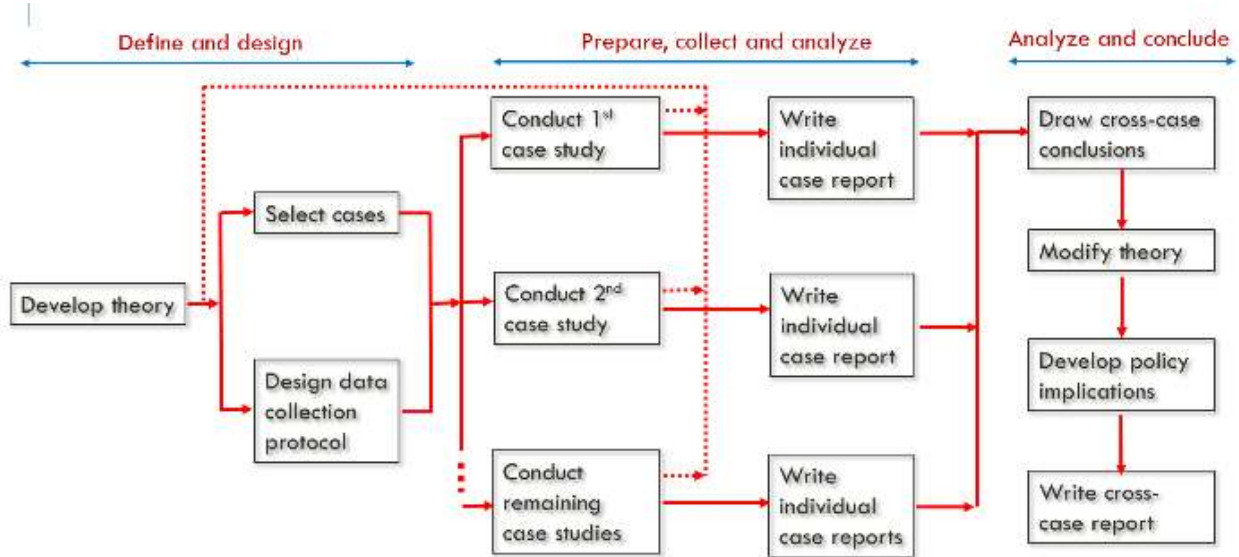 Define and design
Prepare, collect and analyze
Analyze and conclude
Develop theory
Select cases
Design data
collection
protocol
Conduct 1st
case study
Conduct 2nd
case study
Conduct
remaining
case studies
Write
individual
case report
Write
individual
case report
Write
individual
case reports
Draw cross-case
conclusions
Modify theory
Develop policy
implications
Write cross-
case report